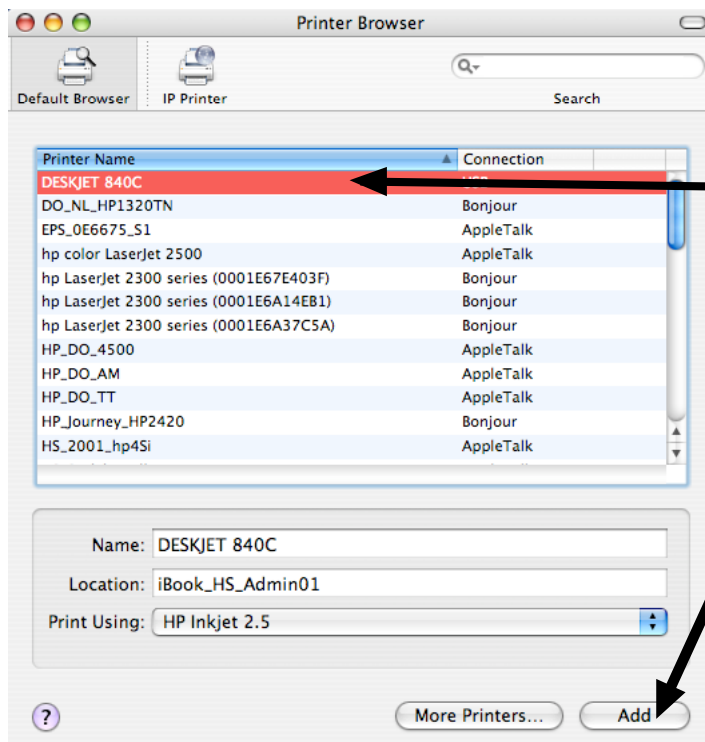 Printer Browser
Default Browser IP Printer Search
Printer Name Connection
DESKJET 840C USB
DO_NL_HP1320TN Bonjour
EPS_0E6675_S1 AppleTalk
hp color LaserJet 2500 AppleTalk
hp LaserJet 2300 series (0001E67E403F) Bonjour
hp LaserJet 2300 series (0001E6A14EB1) Bonjour
hp LaserJet 2300 series (0001E6A37C5A) Bonjour
HP_DO_4500 AppleTalk
HP_DO_AM AppleTalk
HP_DO_TT AppleTalk
HP_Journey_HP2420 Bonjour
HS_2001_hp4Si AppleTalk
Name: DESKJET 840C
Location: iBook_HS_Admin01
Print Using: HP Inkjet 2.5
? More Printers... Add